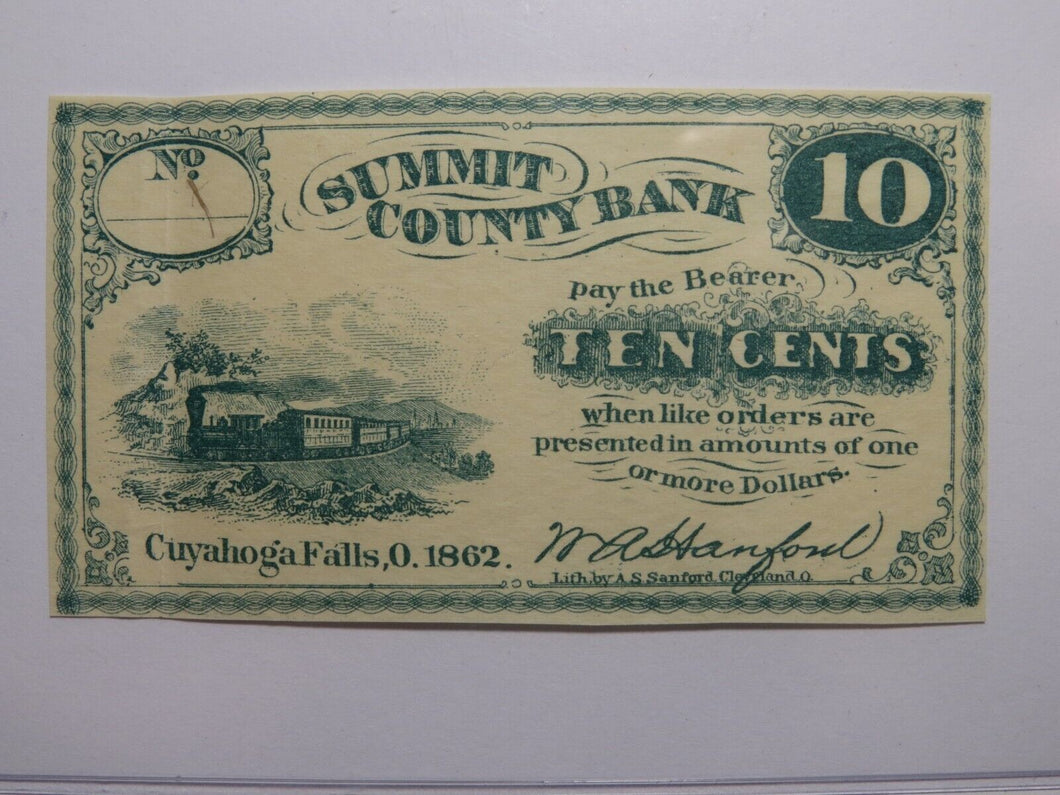 No.
SUMMIT
COUNTY BANK
10
pay the Bearer,
TEN CENTS
when like orders are
presented in amounts of one
or more Dollars.
Cuyahoga Falls, O. 1862.
W A Hanford
Lith. by A S Sanford Cleveland. O.